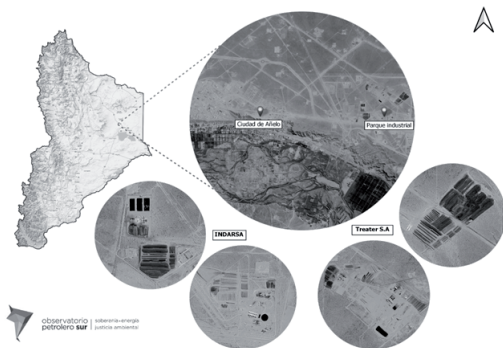 Ciudad de Añelo
Parque industrial
INDARSA
Treater S.A
observatorio
petrolero sur
soberanía·energía
justicia ambiental